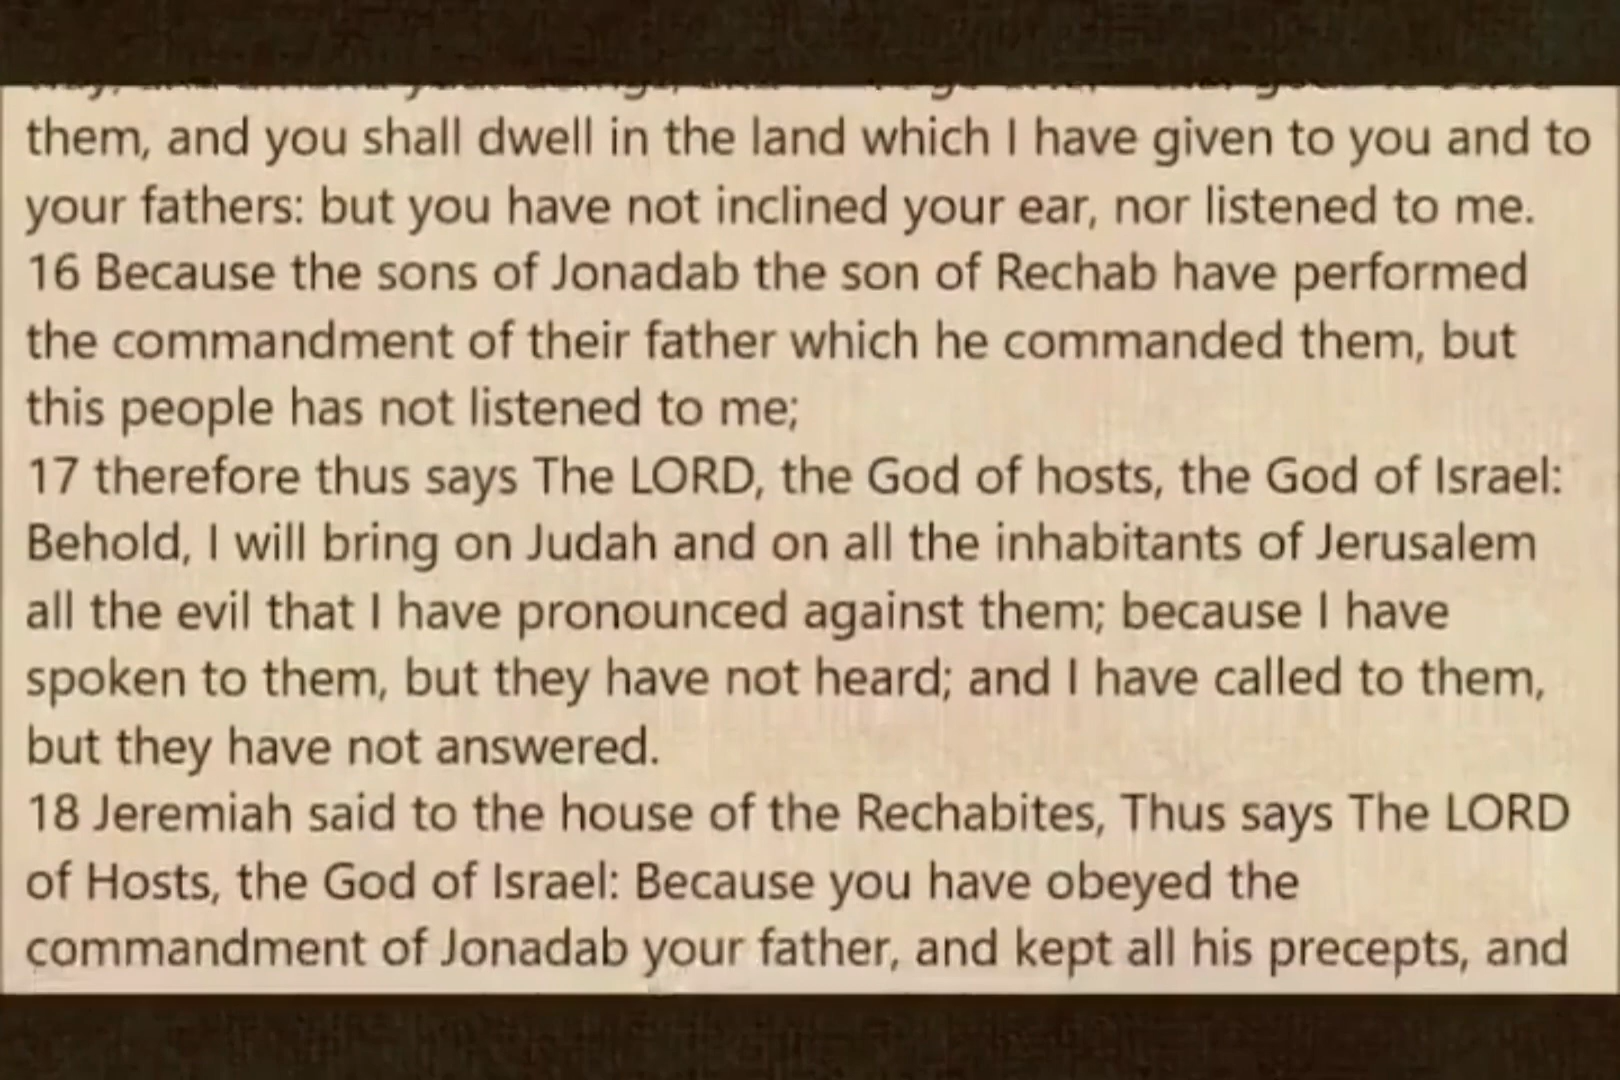 them, and you shall dwell in the land which I have given to you and to
your fathers: but you have not inclined your ear, nor listened to me.
16 Because the sons of Jonadab the son of Rechab have performed
the commandment of their father which he commanded them, but
this people has not listened to me;
17 therefore thus says The LORD, the God of hosts, the God of Israel:
Behold, I will bring on Judah and on all the inhabitants of Jerusalem
all the evil that I have pronounced against them; because I have
spoken to them, but they have not heard; and I have called to them,
but they have not answered.
18 Jeremiah said to the house of the Rechabites, Thus says The LORD
of Hosts, the God of Israel: Because you have obeyed the
commandment of Jonadab your father, and kept all his precepts, and